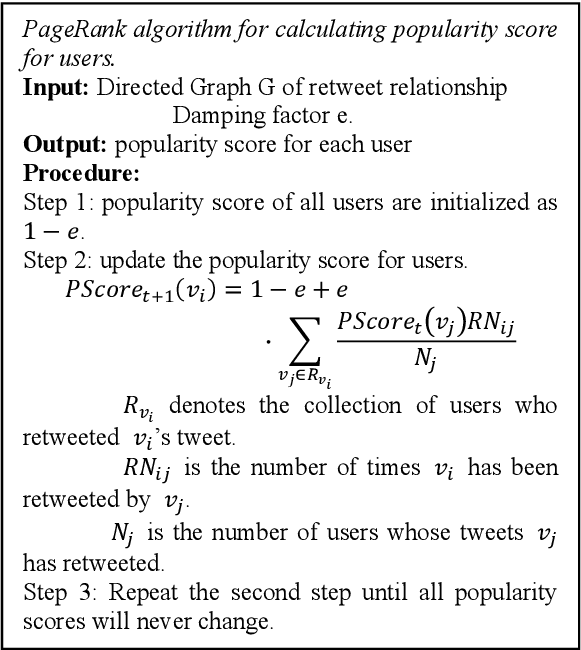 PageRank algorithm for calculating popularity score
for users.
Input: Directed Graph G of retweet relationship
Damping factor e.
Output: popularity score for each user
Procedure:
Step 1: popularity score of all users are initialized as
1 − e.
Step 2: update the popularity score for users.
PScore_{t+1}(v_i) = 1 − e + e
· ∑_{v_j∈R_{v_i}} \frac{PScore_t(v_j)RN_{ij}}{N_j}
R_{v_i} denotes the collection of users who
retweeted v_i's tweet.
RN_{ij} is the number of times v_i has been
retweeted by v_j.
N_j is the number of users whose tweets v_j
has retweeted.
Step 3: Repeat the second step until all popularity
scores will never change.